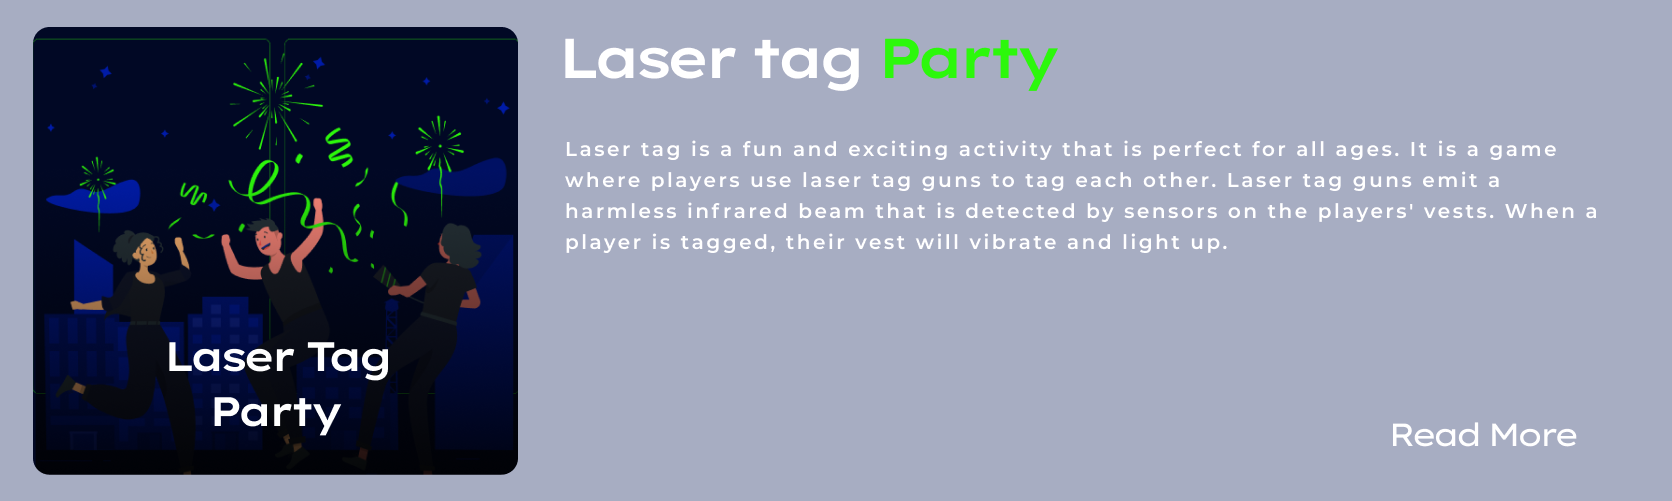 Laser Tag
Party
Laser tag Party
Laser tag is a fun and exciting activity that is perfect for all ages. It is a game
where players use laser tag guns to tag each other. Laser tag guns emit a
harmless infrared beam that is detected by sensors on the players' vests. When a
player is tagged, their vest will vibrate and light up.
Read More